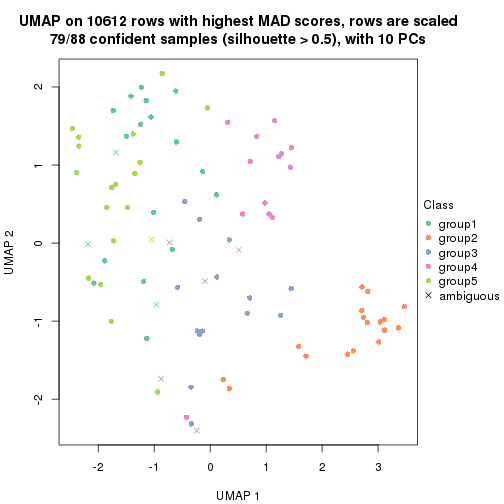 UMAP on 10612 rows with highest MAD scores, rows are scaled
79/88 confident samples (silhouette > 0.5), with 10 PCs
2
1
0
-1
-2
UMAP 2
-2
-1
0
1
2
3
UMAP 1
Class
group1
group2
group3
group4
group5
ambiguous